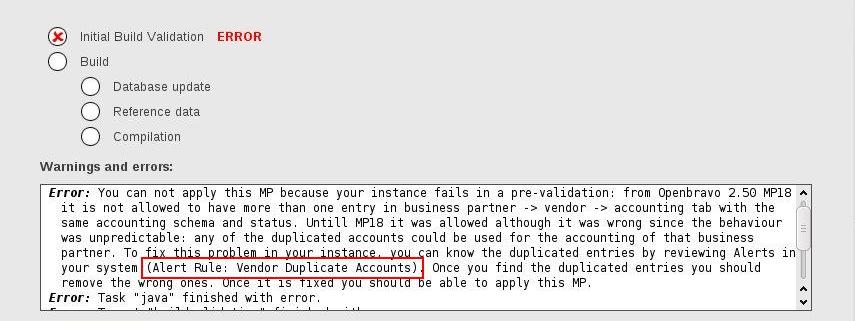 Initial Build Validation ERROR
Build
Database update
Reference data
Compilation
Warnings and errors:
Error: You can not apply this MP because your instance fails in a pre-validation: from Openbravo 2.50 MP18
it is not allowed to have more than one entry in business partner -> vendor -> accounting tab with the
same accounting schema and status. Untill MP18 it was allowed although it was wrong since the behaviour
was unpredictable: any of the duplicated accounts could be used for the accounting of that business
partner. To fix this problem in your instance, you can know the duplicated entries by reviewing Alerts in
your system (Alert Rule: Vendor Duplicate Accounts). Once you find the duplicated entries you should
remove the wrong ones. Once it is fixed you should be able to apply this MP.
Error: Task "java" finished with error.